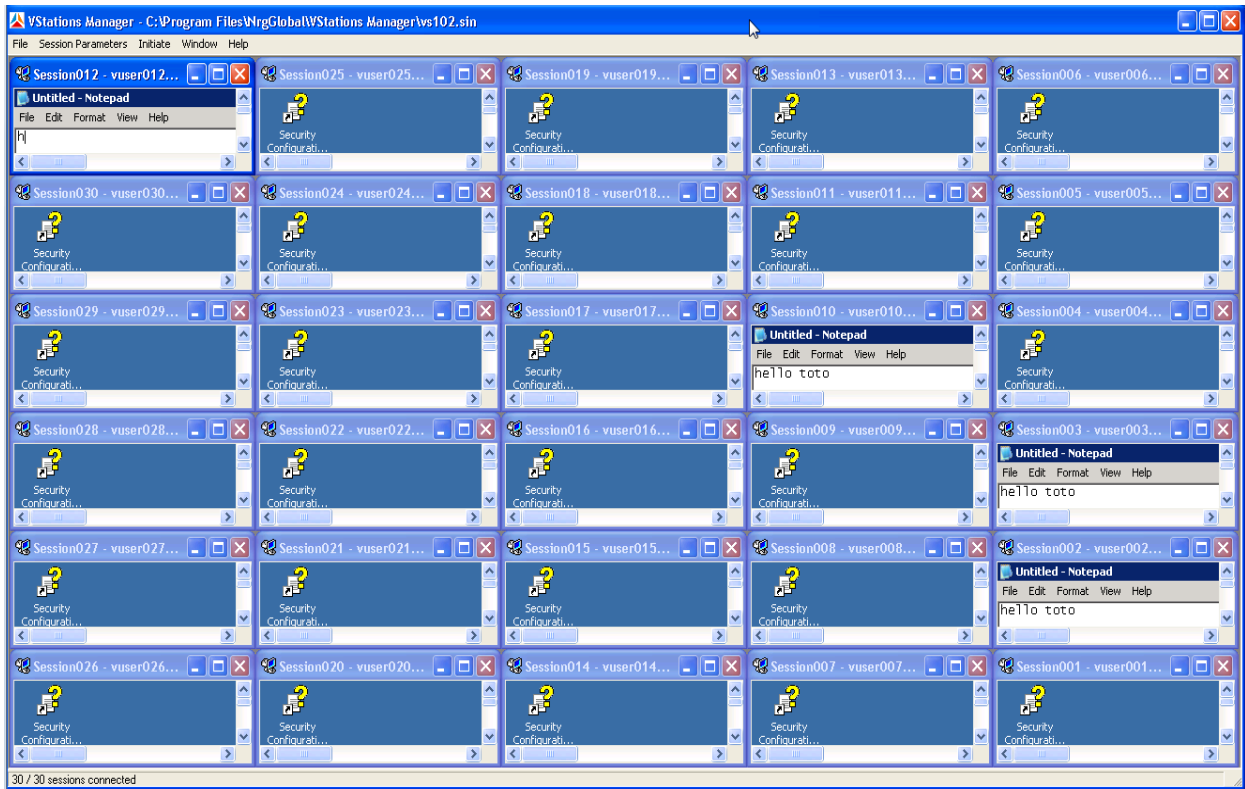 VStations Manager - C:\Program Files\NrgGlobal\VStations Manager\vs102.sin
File Session Parameters Initiate Window Help
Session012 - vuser012...
Untitled - Notepad
File Edit Format View Help
h
Session025 - vuser025...
Security
Configurati...
Session019 - vuser019...
Security
Configurati...
Session013 - vuser013...
Security
Configurati...
Session006 - vuser006...
Security
Configurati...
Session030 - vuser030...
Security
Configurati...
Session024 - vuser024...
Security
Configurati...
Session018 - vuser018...
Security
Configurati...
Session011 - vuser011...
Security
Configurati...
Session005 - vuser005...
Security
Configurati...
Session029 - vuser029...
Security
Configurati...
Session023 - vuser023...
Security
Configurati...
Session017 - vuser017...
Security
Configurati...
Session010 - vuser010...
Untitled - Notepad
File Edit Format View Help
hello toto
Session004 - vuser004...
Security
Configurati...
Session028 - vuser028...
Security
Configurati...
Session022 - vuser022...
Security
Configurati...
Session016 - vuser016...
Security
Configurati...
Session009 - vuser009...
Security
Configurati...
Session003 - vuser003...
Untitled - Notepad
File Edit Format View Help
hello toto
Session027 - vuser027...
Security
Configurati...
Session021 - vuser021...
Security
Configurati...
Session015 - vuser015...
Security
Configurati...
Session008 - vuser008...
Security
Configurati...
Session002 - vuser002...
Untitled - Notepad
File Edit Format View Help
hello toto
Session026 - vuser026...
Security
Configurati...
Session020 - vuser020...
Security
Configurati...
Session014 - vuser014...
Security
Configurati...
Session007 - vuser007...
Security
Configurati...
Session001 - vuser001...
Security
Configurati...
30 / 30 sessions connected